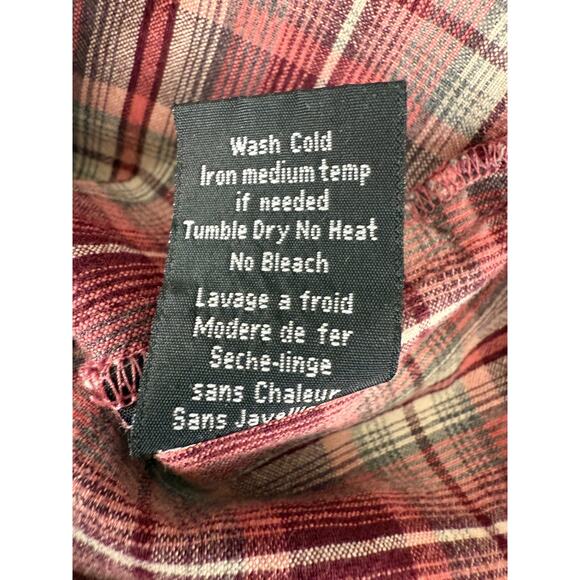 Wash Cold
Iron medium temp
if needed
Tumble Dry No Heat
No Bleach
Lavage a froid
Modere de fer
Seche-linge
sans Chaleur
Sans